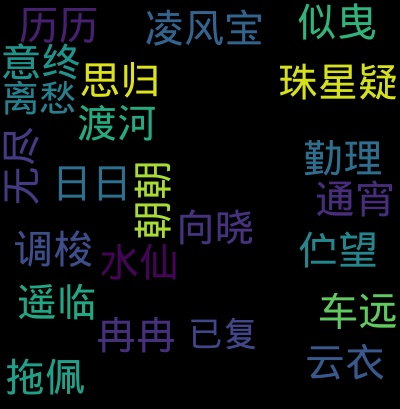 历历
凌风宝
似曳
意终
思归
珠星疑
离愁
渡河
无尽
日日
朝朝
勤理
通宵
向晓
调梭
水仙
伫望
遥临
车远
冉冉
已复
云衣
拖佩